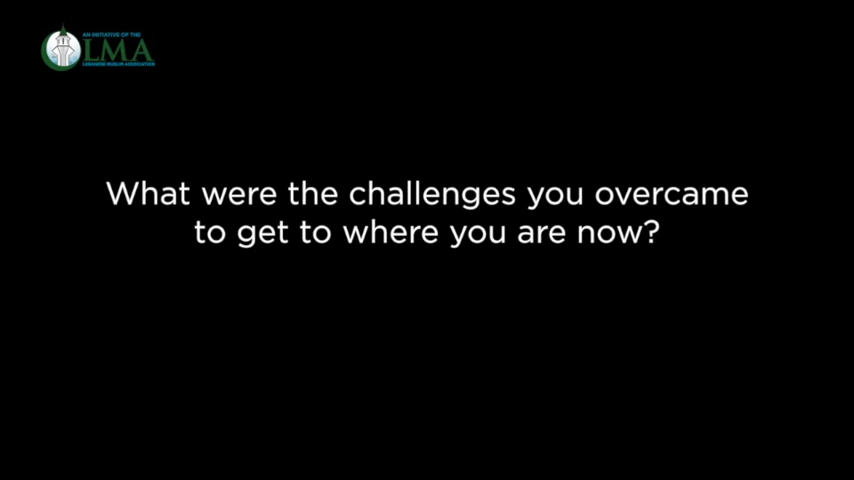 AN INITIATIVE OF THE
LMA
LEBANESE MUSLIM ASSOCIATION
What were the challenges you overcame
to get to where you are now?